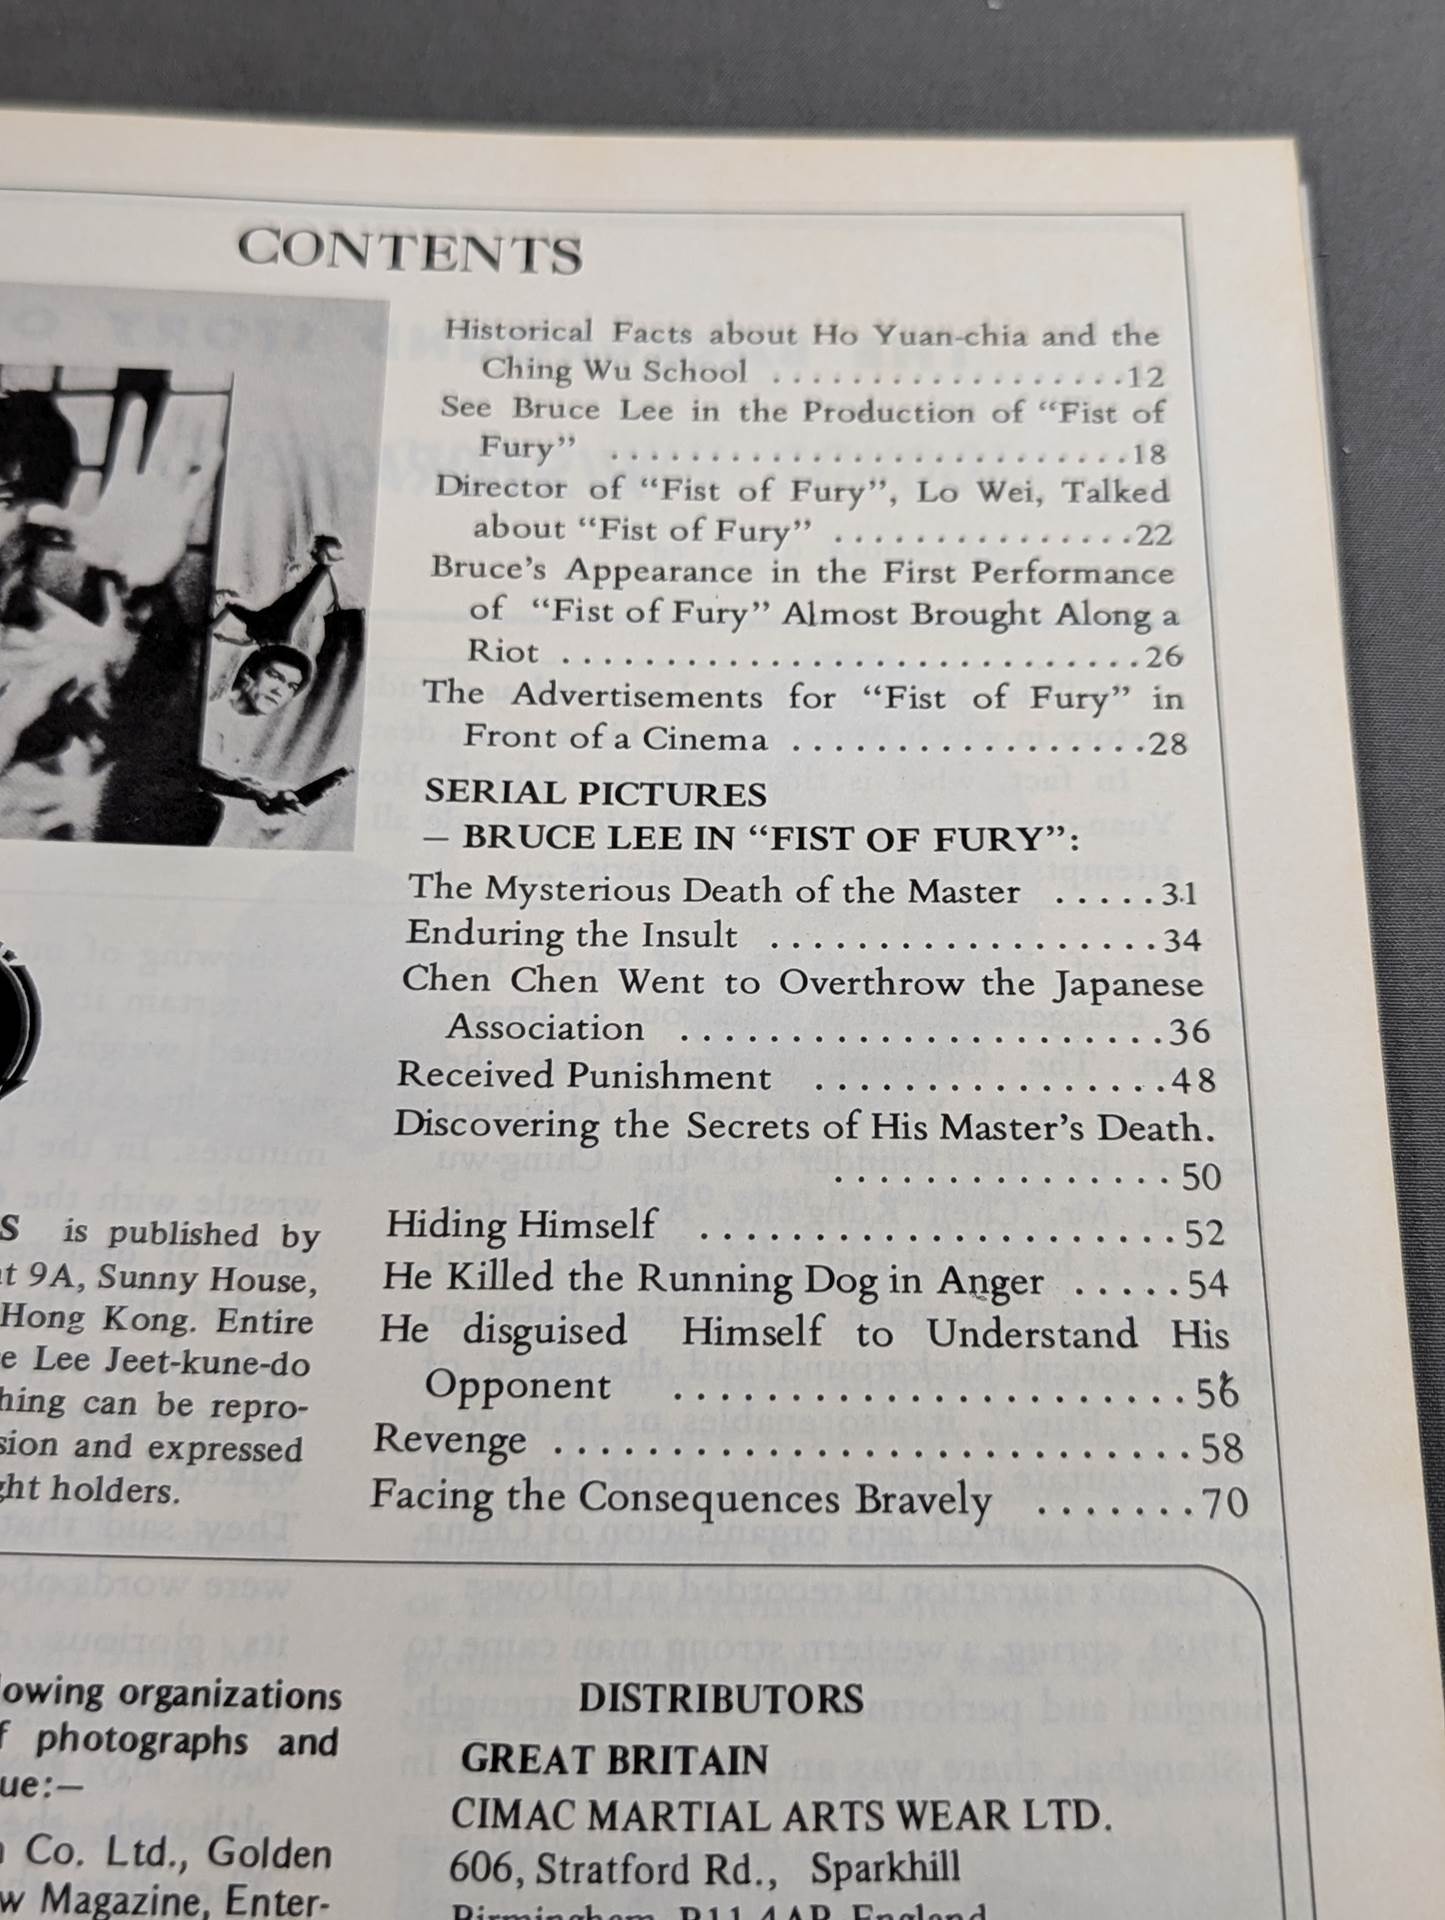 CONTENTS
Historical Facts about Ho Yuan-chia and the
Ching Wu School ..................12
See Bruce Lee in the Production of “Fist of
Fury” ..........................18
Director of “Fist of Fury”, Lo Wei, Talked
about “Fist of Fury” ...............22
Bruce’s Appearance in the First Performance
of “Fist of Fury” Almost Brought Along a
Riot ............................26
The Advertisements for “Fist of Fury” in
Front of a Cinema .................28
SERIAL PICTURES
— BRUCE LEE IN “FIST OF FURY”:
The Mysterious Death of the Master .....31
Enduring the Insult ..................34
Chen Chen Went to Overthrow the Japanese
Association ......................36
Received Punishment ................48
Discovering the Secrets of His Master’s Death.
................50
Hiding Himself ......................52
He Killed the Running Dog in Anger .....54
He disguised Himself to Understand His
Opponent .......................56
Revenge ............................58
Facing the Consequences Bravely .......70
S is published by
9A, Sunny House,
Hong Kong. Entire
Lee Jeet-kune-do
can be repro-
and expressed
holders.
organizations
photographs and
Co. Ltd., Golden
Magazine, Enter-
DISTRIBUTORS
GREAT BRITAIN
CIMAC MARTIAL ARTS WEAR LTD.
606, Stratford Rd., Sparkhill
Birmingham B11 4AP England